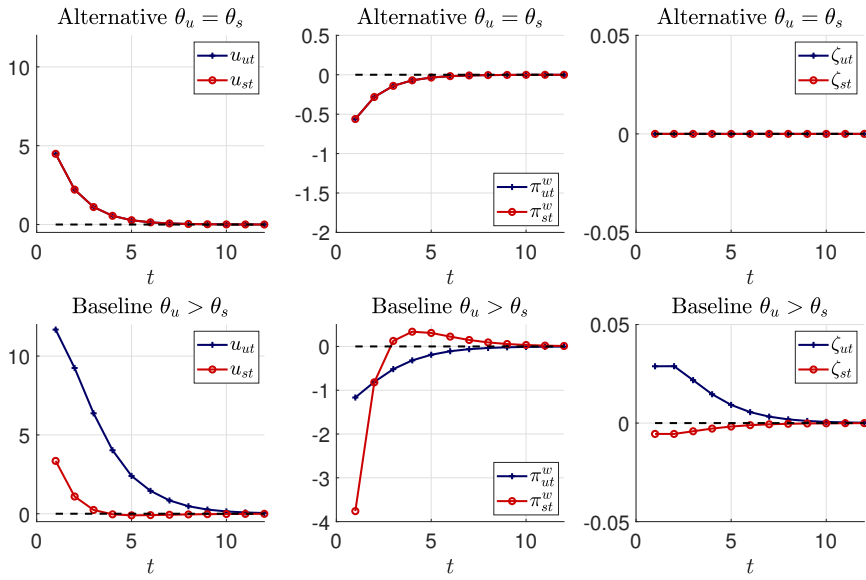 Alternative θ_u = θ_s
10
5
0
0
5
10
t
u_ut
u_st
Alternative θ_u = θ_s
0.5
0
-0.5
-1
-1.5
-2
0
5
10
t
π^w_ut
π^w_st
Alternative θ_u = θ_s
0.05
0
-0.05
0
5
10
t
ζ_ut
ζ_st
Baseline θ_u > θ_s
10
5
0
0
5
10
t
u_ut
u_st
Baseline θ_u > θ_s
0
-1
-2
-3
-4
0
5
10
t
π^w_ut
π^w_st
Baseline θ_u > θ_s
0.05
0
-0.05
0
5
10
t
ζ_ut
ζ_st